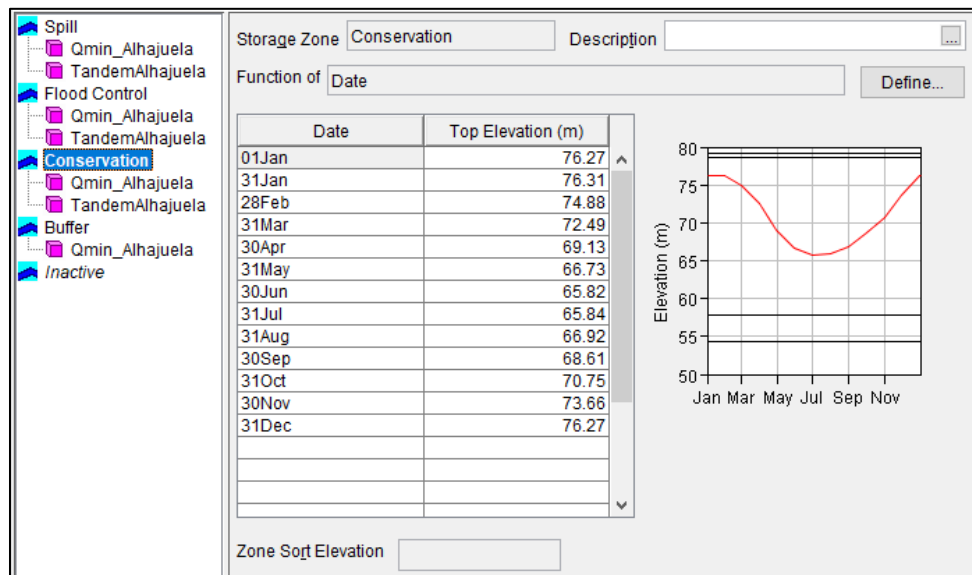 Spill
Qmin_Alhajuela
TandemAlhajuela
Flood Control
Qmin_Alhajuela
TandemAlhajuela
Conservation
Qmin_Alhajuela
TandemAlhajuela
Buffer
Qmin_Alhajuela
Inactive
Storage Zone Conservation Description ...
Function of Date Define...
Date Top Elevation (m)
01Jan 76.27
31Jan 76.31
28Feb 74.88
31Mar 72.49
30Apr 69.13
31May 66.73
30Jun 65.82
31Jul 65.84
31Aug 66.92
30Sep 68.61
31Oct 70.75
30Nov 73.66
31Dec 76.27
Elevation (m)
80
75
70
65
60
55
50
Jan Mar May Jul Sep Nov
Zone Sort Elevation